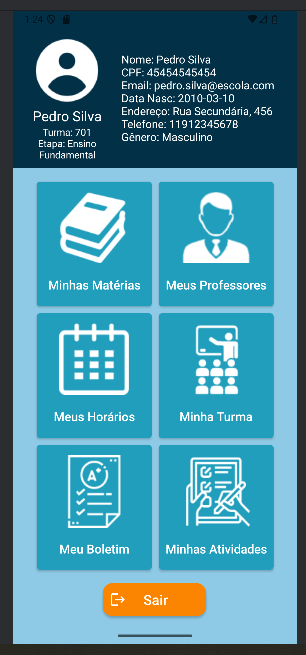 1:24
Nome: Pedro Silva
CPF: 45454545454
Email: pedro.silva@escola.com
Data Nasc: 2010-03-10
Endereço: Rua Secundária, 456
Telefone: 11912345678
Gênero: Masculino
Pedro Silva
Turma: 701
Etapa: Ensino
Fundamental
Minhas Matérias
Meus Professores
Meus Horários
Minha Turma
A+
Meu Boletim
Minhas Atividades
Sair